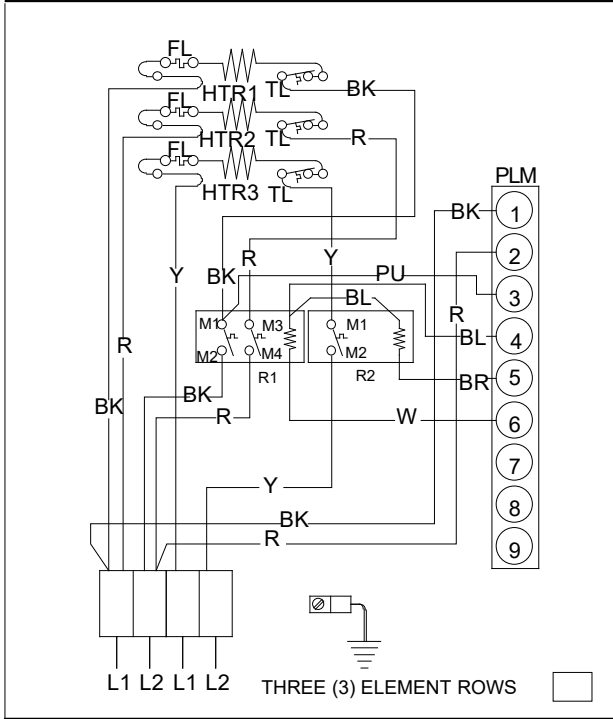 FL
HTR1 TL BK
FL
HTR2 TL R
FL
HTR3 TL
PLM
BK 1
2
BK R Y PU 3
Y BL R
M1 M3 M1 BL 4
R M2 M4 M2 BR 5
R1 R2
BK BK W 6
R
7
Y
8
BK
R 9
L1 L2 L1 L2
THREE (3) ELEMENT ROWS